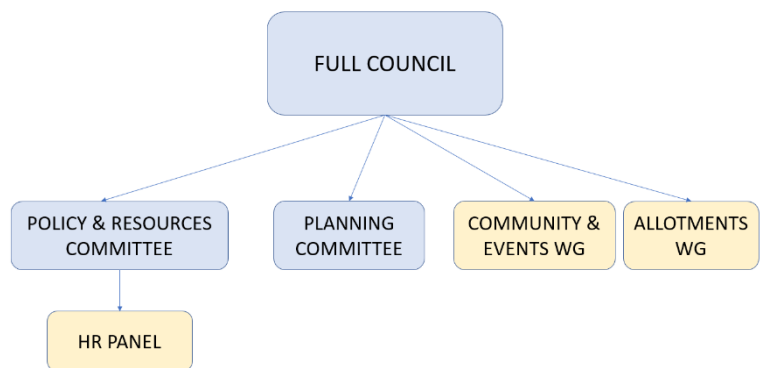 FULL COUNCIL
POLICY & RESOURCES
COMMITTEE
PLANNING
COMMITTEE
COMMUNITY &
EVENTS WG
ALLOTMENTS
WG
HR PANEL